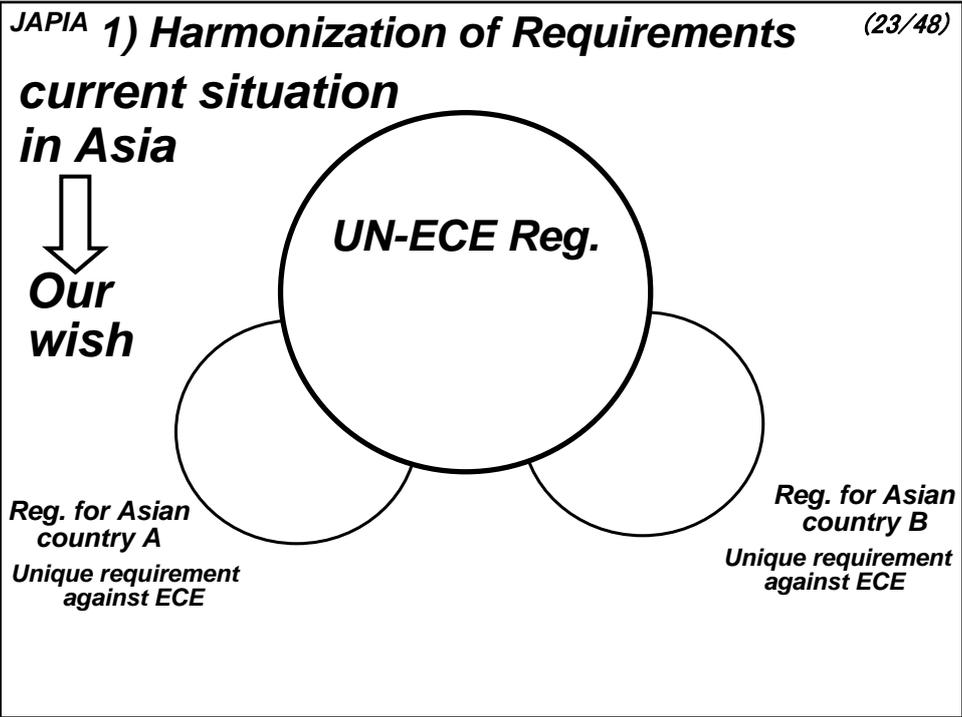 JAPIA 1) Harmonization of Requirements (23/48)
current situation
in Asia
Our
wish
UN-ECE Reg.
Reg. for Asian
country A
Unique requirement
against ECE
Reg. for Asian
country B
Unique requirement
against ECE